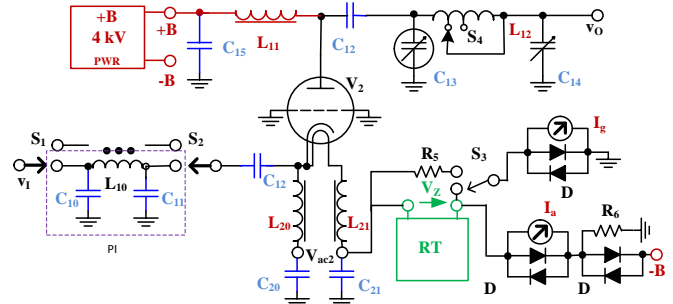 +B
4 kV
PWR
+B
-B
C15
L11
C12
C13
S4
L12
C14
vO
V2
S1
S2
vI
C10
L10
C11
PI
C12
L20
L21
Vac2
C20
C21
R5
S3
VZ
RT
Ig
D
Ia
D
R6
D
-B